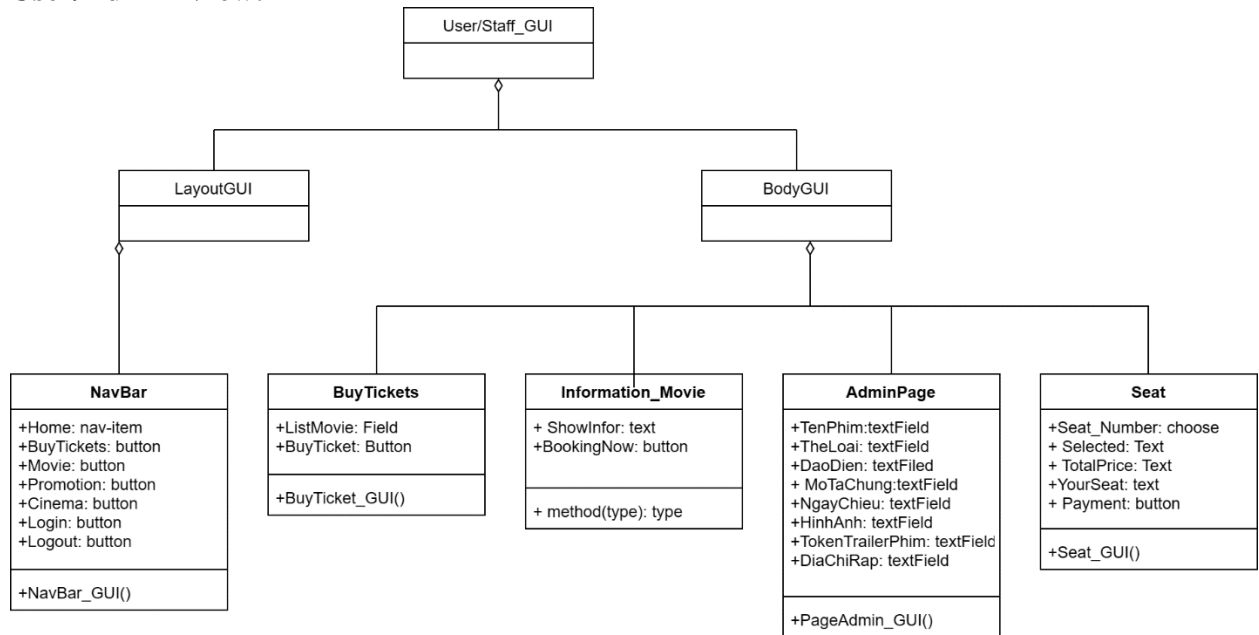 User/Staff_GUI
LayoutGUI
BodyGUI
NavBar
+Home: nav-item
+BuyTickets: button
+Movie: button
+Promotion: button
+Cinema: button
+Login: button
+Logout: button
+NavBar_GUI()
BuyTickets
+ListMovie: Field
+BuyTicket: Button
+BuyTicket_GUI()
Information_Movie
+ ShowInfor: text
+BookingNow: button
+ method(type): type
AdminPage
+TenPhim:textField
+TheLoai: textField
+DaoDien: textFiled
+ MoTaChung:textField
+NgayChieu: textField
+HinhAnh: textField
+TokenTrailerPhim: textField
+DiaChiRap: textField
+PageAdmin_GUI()
Seat
+Seat_Number: choose
+ Selected: Text
+ TotalPrice: Text
+YourSeat: text
+ Payment: button
+Seat_GUI()